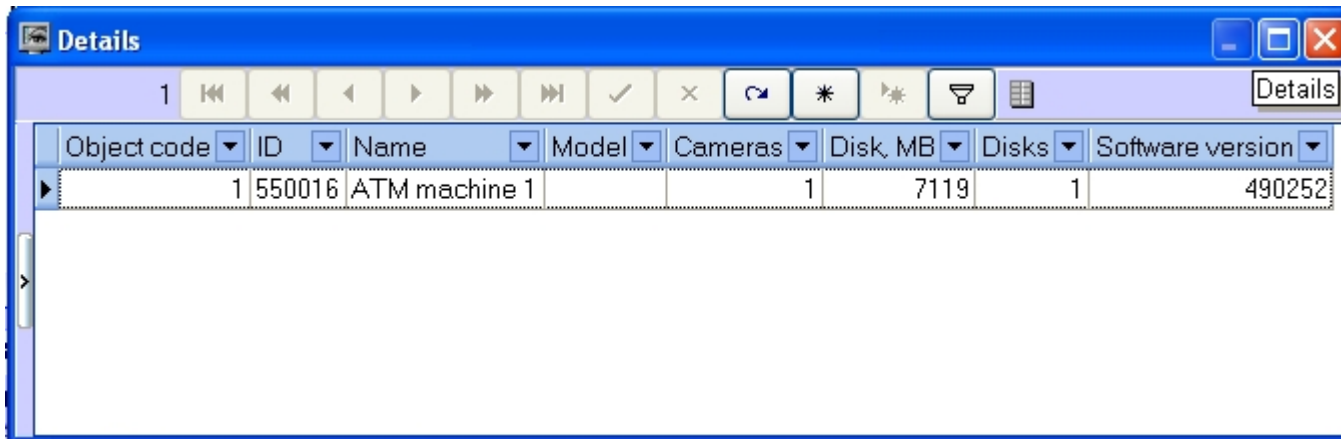 Details
1
Details
Object code ID Name Model Cameras Disk, MB Disks Software version
1 550016 ATM machine 1 1 7119 1 490252